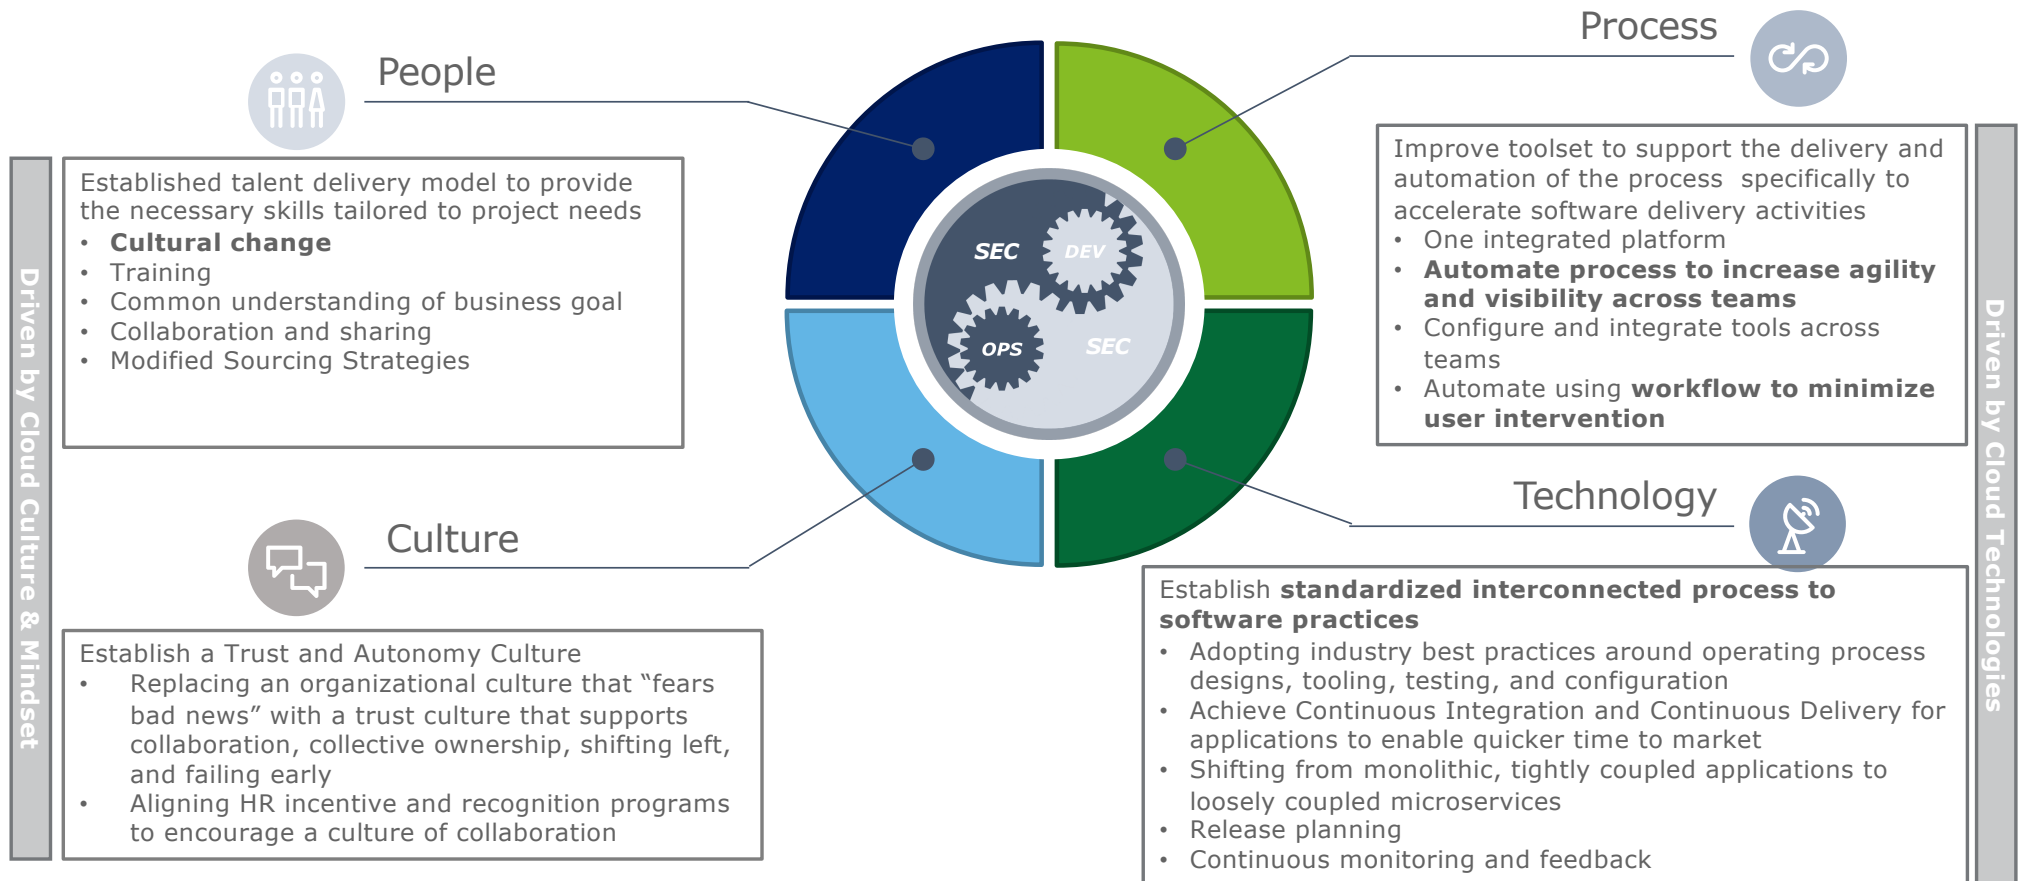 People
Established talent delivery model to provide
the necessary skills tailored to project needs
• Cultural change
• Training
• Common understanding of business goal
• Collaboration and sharing
• Modified Sourcing Strategies
Driven by Cloud Culture & Mindset
Culture
Establish a Trust and Autonomy Culture
• Replacing an organizational culture that “fears
bad news” with a trust culture that supports
collaboration, collective ownership, shifting left,
and failing early
• Aligning HR incentive and recognition programs
to encourage a culture of collaboration
SEC
DEV
OPS
SEC
Process
Improve toolset to support the delivery and
automation of the process specifically to
accelerate software delivery activities
• One integrated platform
• Automate process to increase agility
and visibility across teams
• Configure and integrate tools across
teams
• Automate using workflow to minimize
user intervention
Technology
Establish standardized interconnected process to
software practices
• Adopting industry best practices around operating process
designs, tooling, testing, and configuration
• Achieve Continuous Integration and Continuous Delivery for
applications to enable quicker time to market
• Shifting from monolithic, tightly coupled applications to
loosely coupled microservices
• Release planning
• Continuous monitoring and feedback
Driven by Cloud Technologies